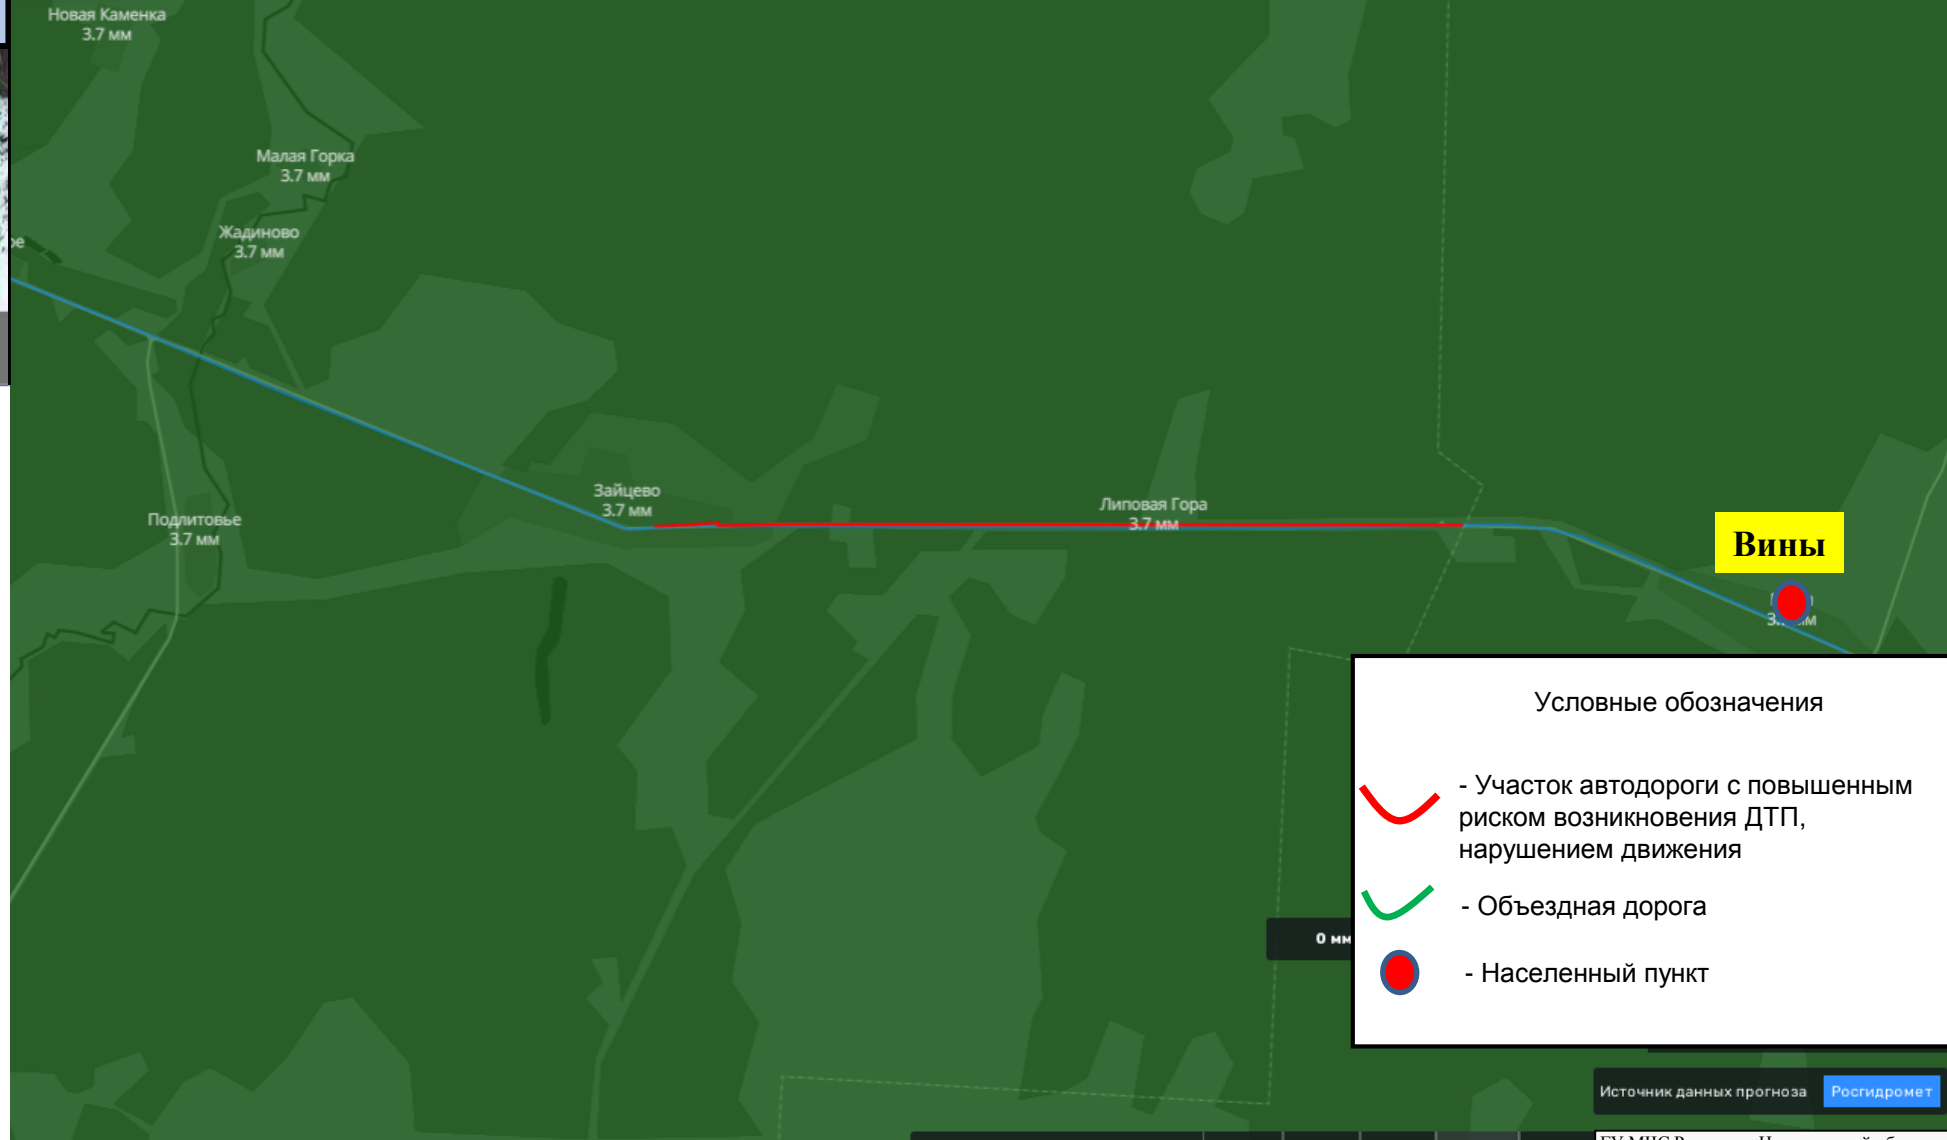 Новая Каменка
3.7 мм
Малая Горка
3.7 мм
Жадиново
3.7 мм
Зайцево
3.7 мм
Липовая Гора
3.7 мм
Подлитовье
3.7 мм
Вины
Условные обозначения
- Участок автодороги с повышенным
риском возникновения ДТП,
нарушением движения
- Объездная дорога
- Населенный пункт
0 мм
Источник данных прогноза Росгидромет